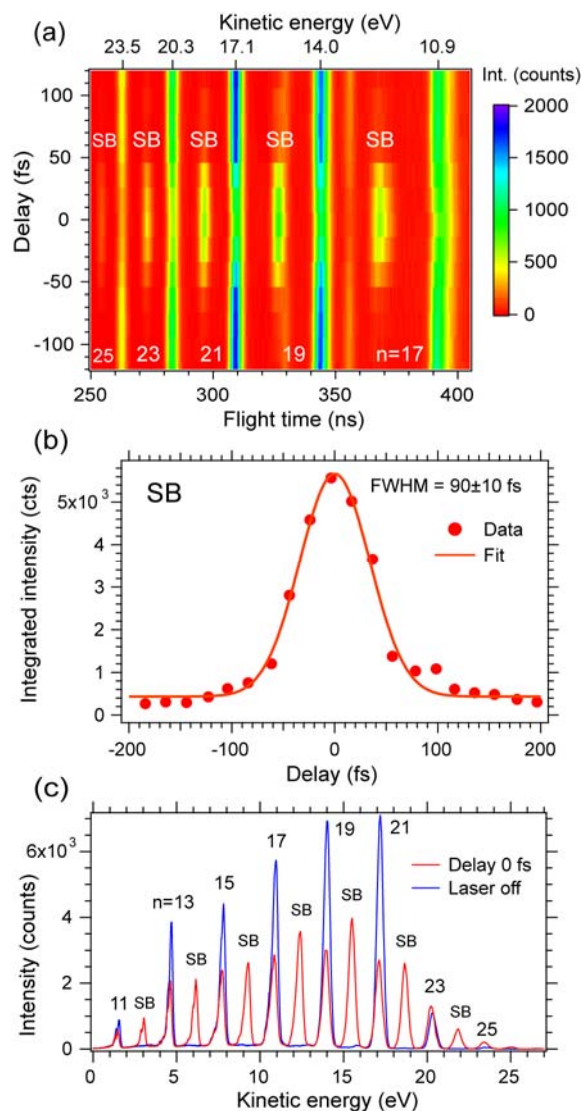 (a)
Kinetic energy (eV)
23.5 20.3 17.1 14.0 10.9
Int. (counts)
2000
1500
1000
500
0
Delay (fs)
100
50
0
-50
-100
SB SB SB SB SB
25 23 21 19 n=17
250 300 350 400
Flight time (ns)
(b)
SB
FWHM = 90±10 fs
Data
Fit
Integrated intensity (cts)
5x10³
4
3
2
1
0
-200 -100 0 100 200
Delay (fs)
(c)
Intensity (counts)
6x10³
4
2
0
11 SB n=13 SB 15 SB 17 SB 19 SB 21 SB 23 SB 25
Delay 0 fs
Laser off
0 5 10 15 20 25
Kinetic energy (eV)